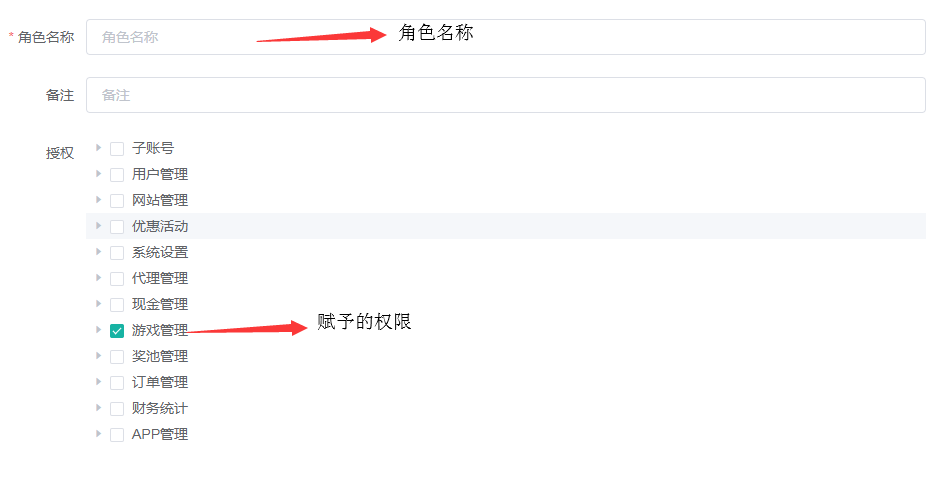 * 角色名称 角色名称 角色名称
备注 备注
授权 子账号
用户管理
网站管理
优惠活动
系统设置
代理管理
现金管理
游戏管理 赋予的权限
奖池管理
订单管理
财务统计
APP管理